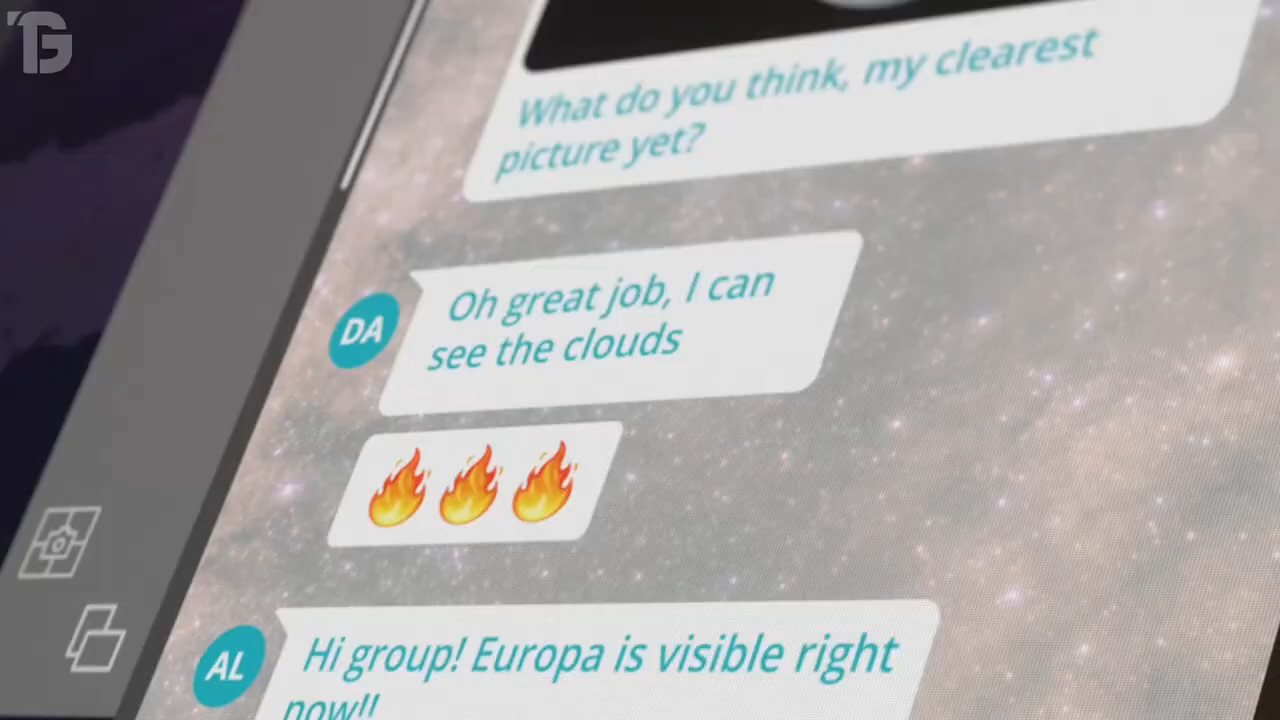 TG
What do you think, my clearest
picture yet?
DA
Oh great job, I can
see the clouds
AL
Hi group! Europa is visible right
now!!